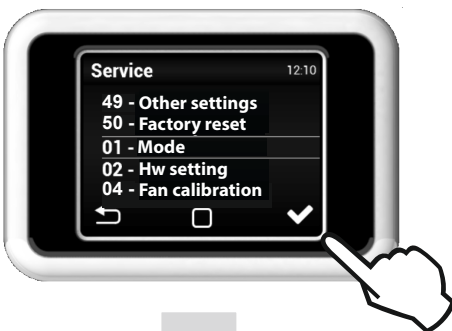 Service 12:10
49 - Other settings
50 - Factory reset
01 - Mode
02 - Hw setting
04 - Fan calibration